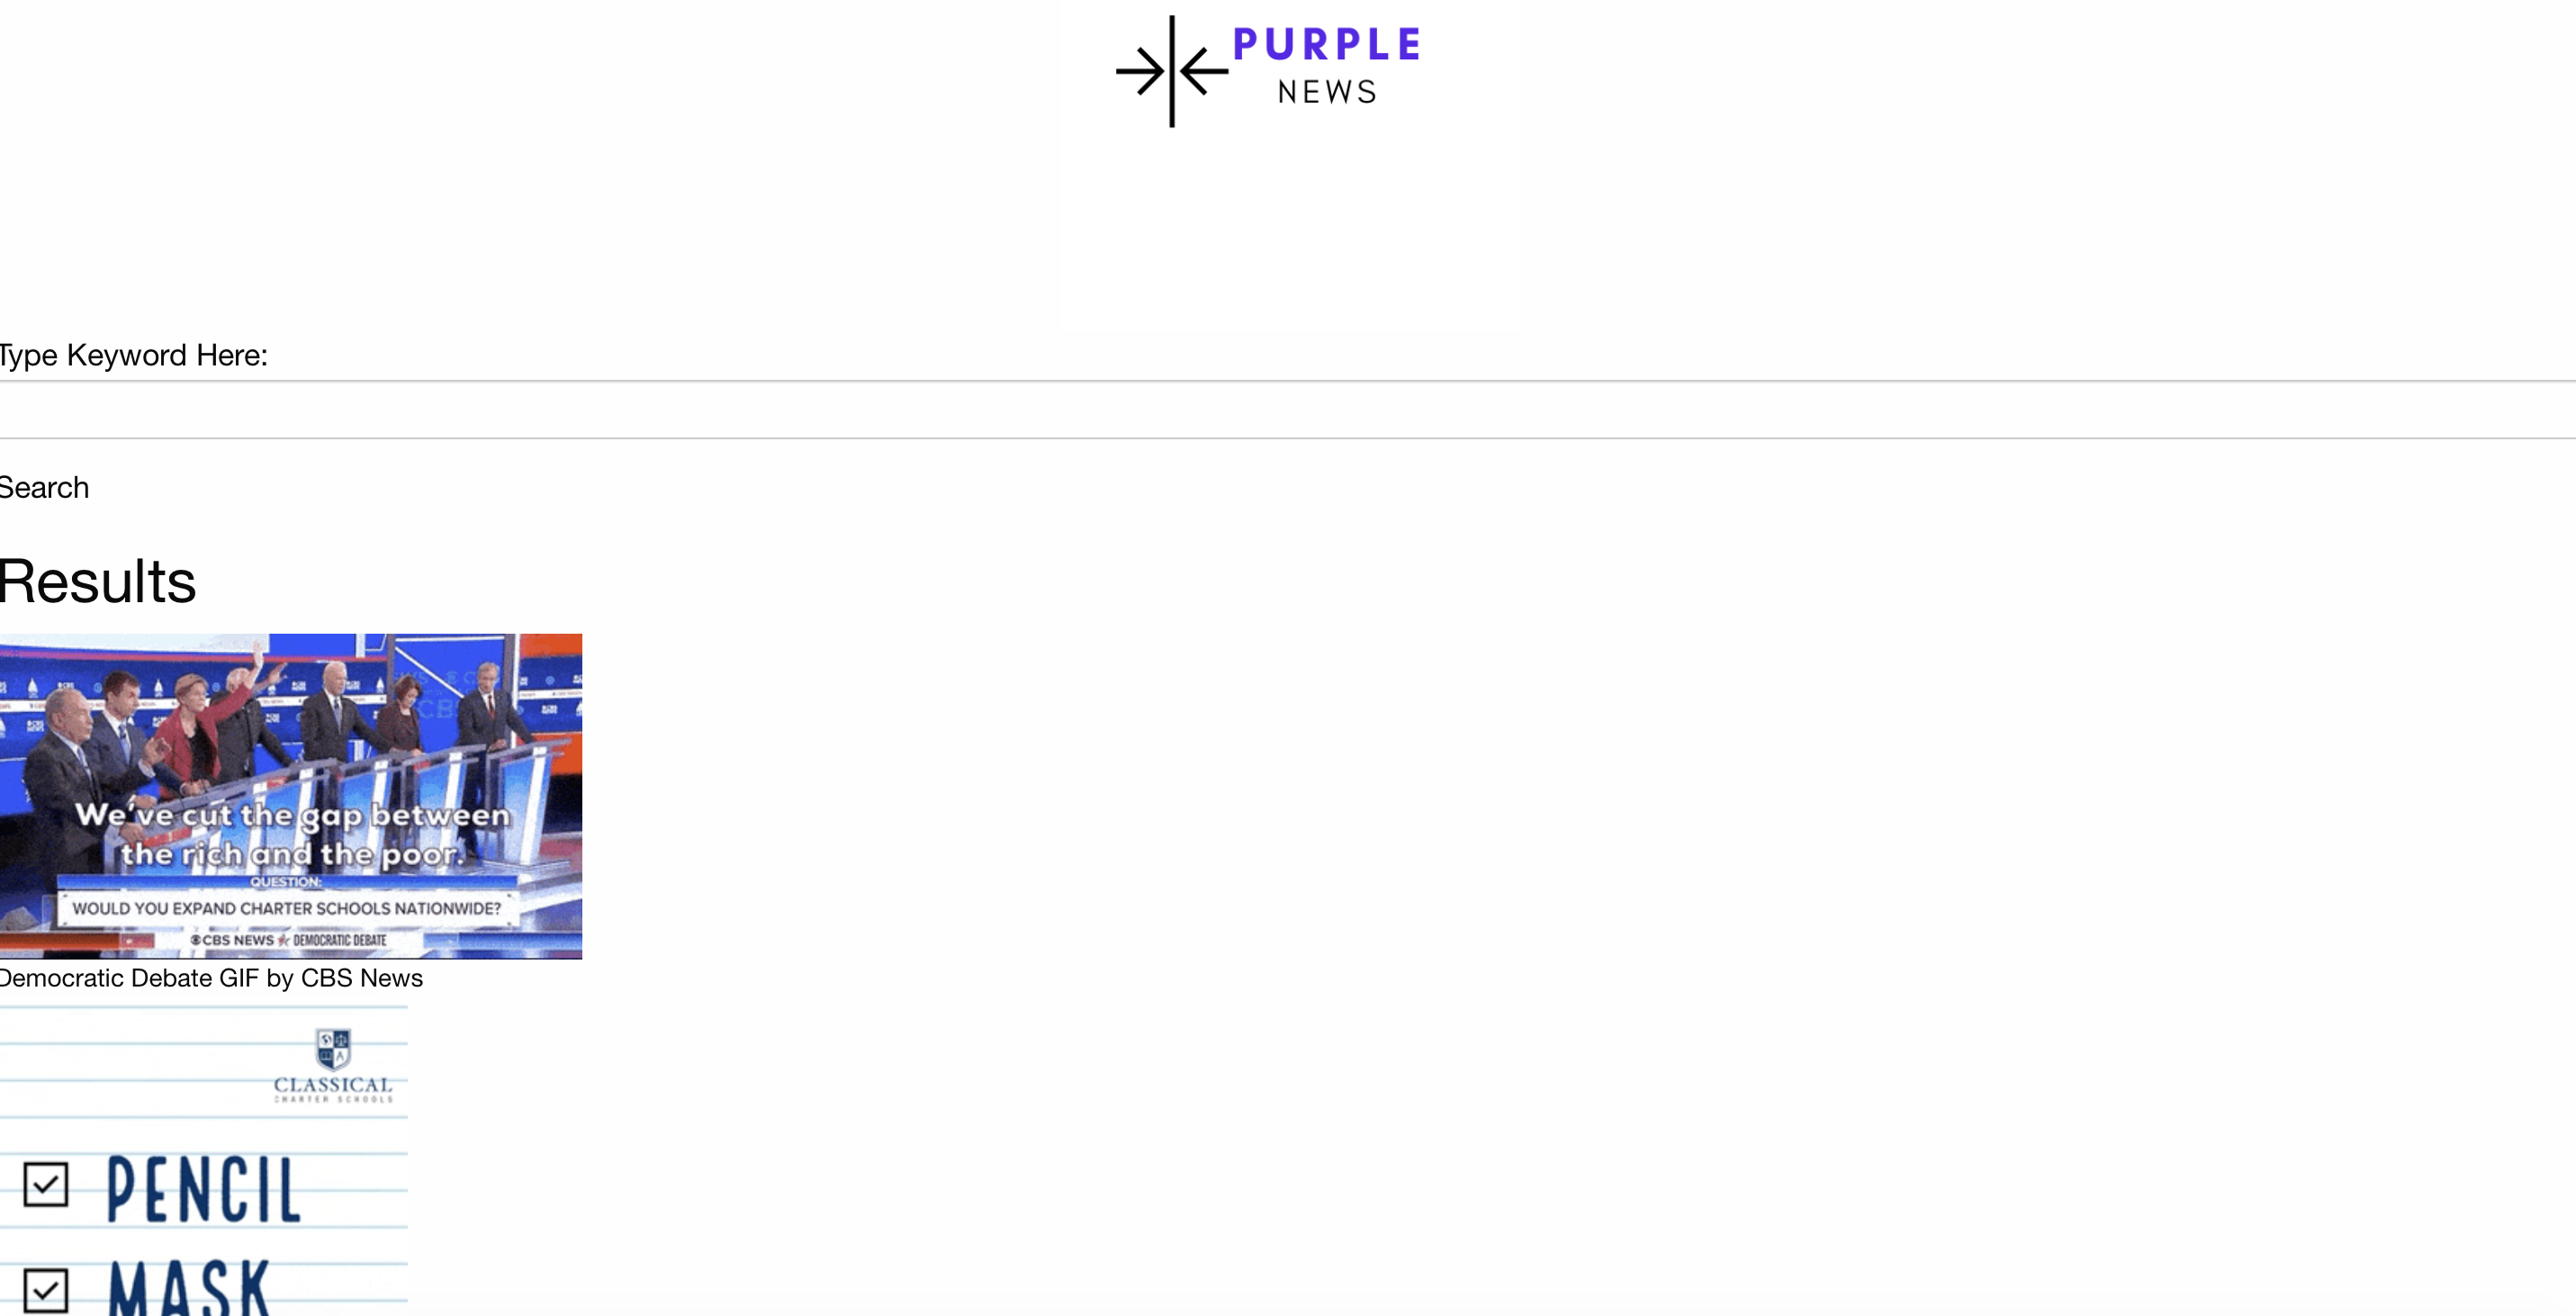 PURPLE
NEWS
Type Keyword Here:
Search
Results
We've cut the gap between
the rich and the poor.
QUESTION:
WOULD YOU EXPAND CHARTER SCHOOLS NATIONWIDE?
CBS NEWS DEMOCRATIC DEBATE
Democratic Debate GIF by CBS News
A
CLASSICAL
CHARTER SCHOOLS
PENCIL
MASK